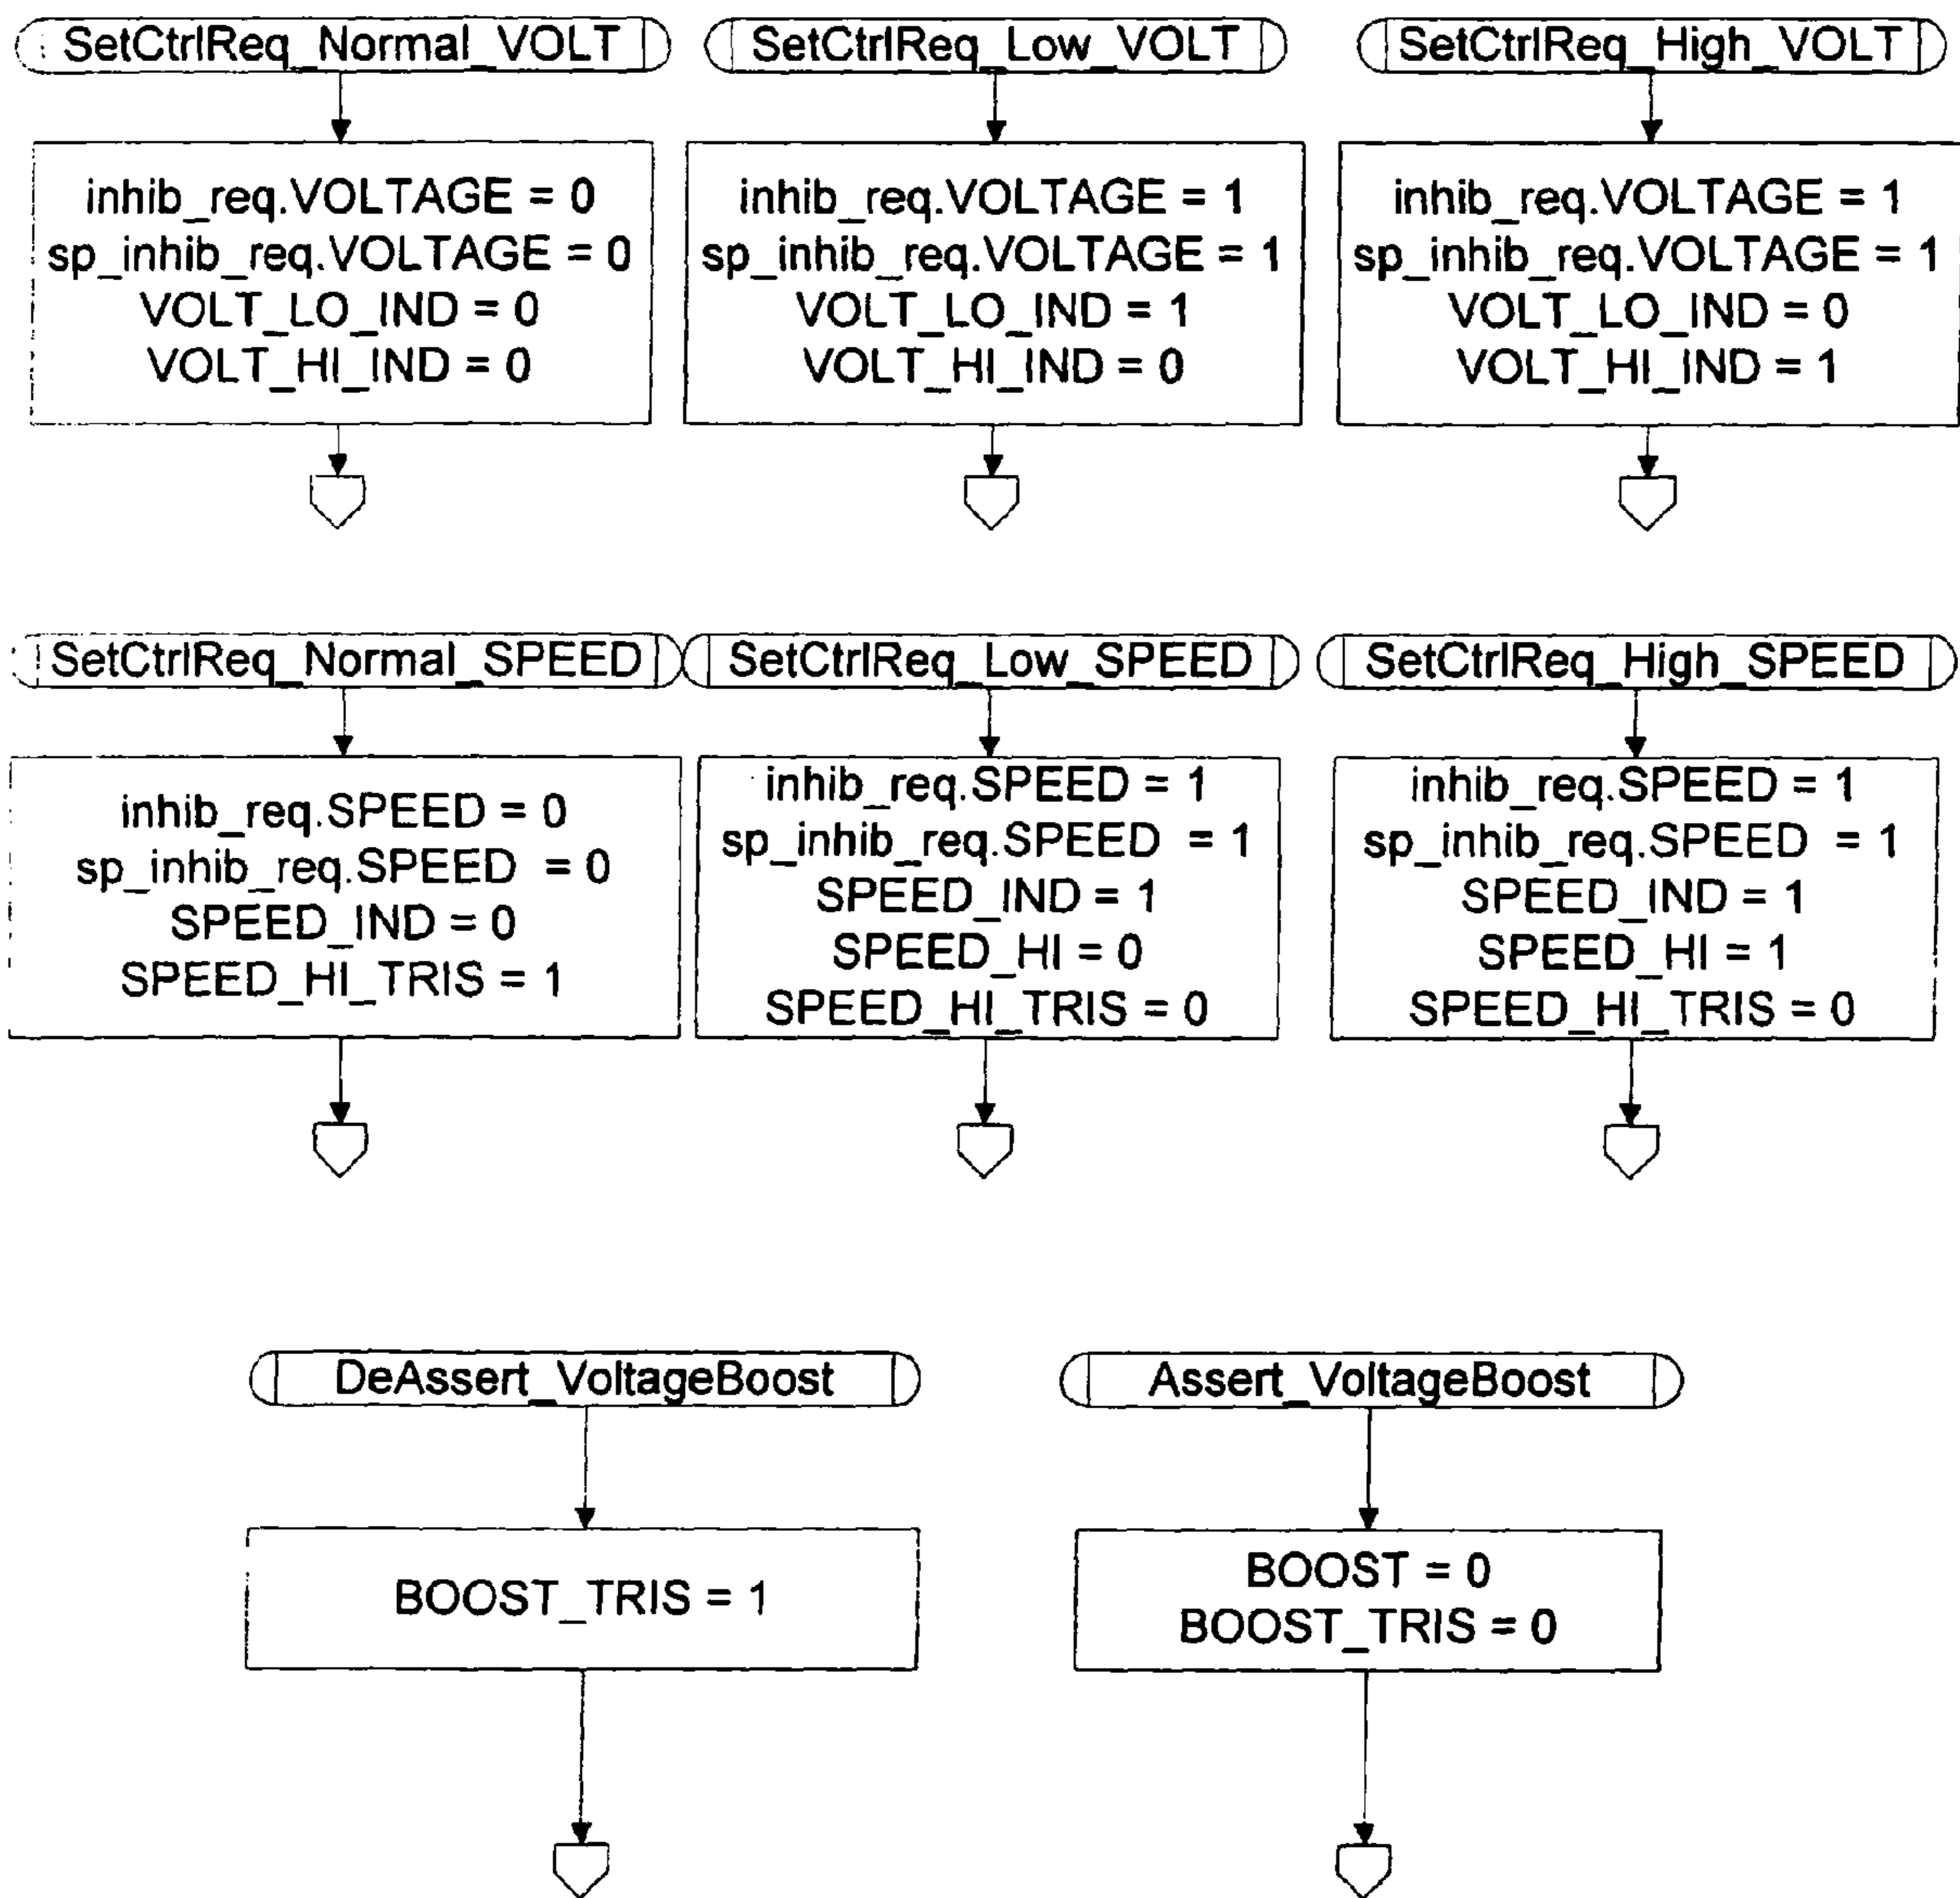 SetCtrlReq_Normal_VOLT
SetCtrlReq_Low_VOLT
SetCtrlReq_High_VOLT
inhib_req.VOLTAGE = 0
sp_inhib_req.VOLTAGE = 0
VOLT_LO_IND = 0
VOLT_HI_IND = 0
inhib_req.VOLTAGE = 1
sp_inhib_req.VOLTAGE = 1
VOLT_LO_IND = 1
VOLT_HI_IND = 0
inhib_req.VOLTAGE = 1
sp_inhib_req.VOLTAGE = 1
VOLT_LO_IND = 0
VOLT_HI_IND = 1
SetCtrlReq_Normal_SPEED
SetCtrlReq_Low_SPEED
SetCtrlReq_High_SPEED
inhib_req.SPEED = 0
sp_inhib_req.SPEED = 0
SPEED_IND = 0
SPEED_HI_TRIS = 1
inhib_req.SPEED = 1
sp_inhib_req.SPEED = 1
SPEED_IND = 1
SPEED_HI = 0
SPEED_HI_TRIS = 0
inhib_req.SPEED = 1
sp_inhib_req.SPEED = 1
SPEED_IND = 1
SPEED_HI = 1
SPEED_HI_TRIS = 0
DeAssert_VoltageBoost
Assert_VoltageBoost
BOOST_TRIS = 1
BOOST = 0
BOOST_TRIS = 0